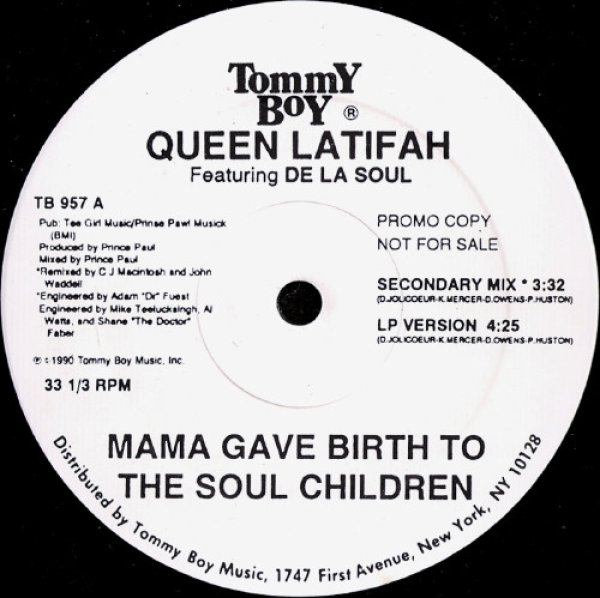 TommY
BoY ®
QUEEN LATIFAH
Featuring DE LA SOUL
TB 957 A
Pub: Tee Girl Music/Prinse Pawl Musick
(BMI)
Produced by Prince Paul
Mixed by Prince Paul
*Remixed by C J Macintosh and John
Waddell
*Engineered by Adam "Dr" Fuest
Engineered by Mike Teelucksingh, Al
Watts, and Shane "The Doctor"
Faber
℗ © 1990 Tommy Boy Music, Inc.
33 1/3 RPM
PROMO COPY
NOT FOR SALE
SECONDARY MIX * 3:32
(D.JOLICOEUR-K.MERCER-D.OWENS-P.HUSTON)
LP VERSION 4:25
(D.JOLICOEUR-K.MERCER-D.OWENS-P.HUSTON)
MAMA GAVE BIRTH TO
THE SOUL CHILDREN
Distributed by Tommy Boy Music, 1747 First Avenue, New York, NY 10128